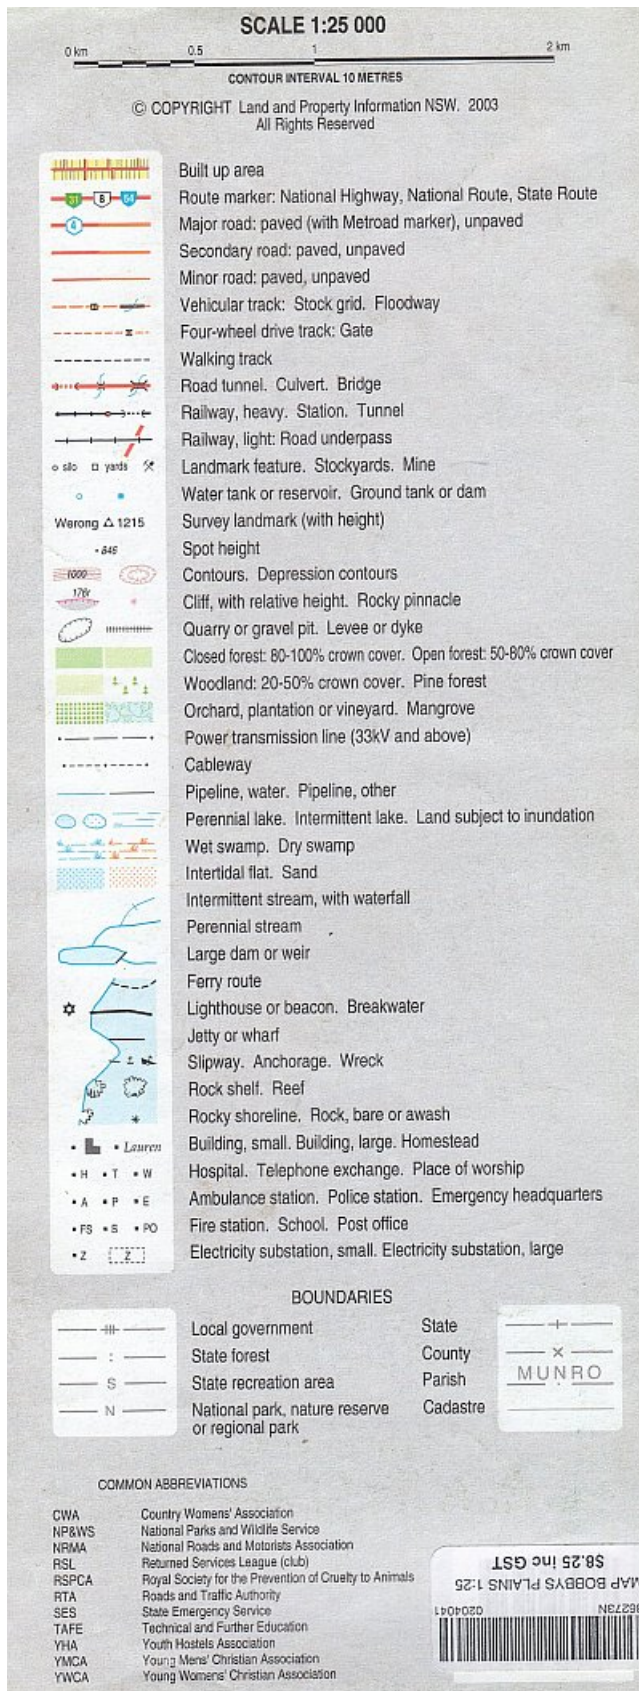 SCALE 1:25 000
0 km 0.5 1 2 km
CONTOUR INTERVAL 10 METRES
© COPYRIGHT Land and Property Information NSW. 2003
All Rights Reserved
Built up area
31 6 64 Route marker: National Highway, National Route, State Route
4 Major road: paved (with Metroad marker), unpaved
Secondary road: paved, unpaved
Minor road: paved, unpaved
Vehicular track: Stock grid. Floodway
Four-wheel drive track: Gate
Walking track
Road tunnel. Culvert. Bridge
Railway, heavy. Station. Tunnel
Railway, light: Road underpass
silo yards Landmark feature. Stockyards. Mine
Water tank or reservoir. Ground tank or dam
Werong △ 1215 Survey landmark (with height)
• 846 Spot height
1000 Contours. Depression contours
176r Cliff, with relative height. Rocky pinnacle
Quarry or gravel pit. Levee or dyke
Closed forest: 80-100% crown cover. Open forest: 50-80% crown cover
Woodland: 20-50% crown cover. Pine forest
Orchard, plantation or vineyard. Mangrove
Power transmission line (33kV and above)
Cableway
Pipeline, water. Pipeline, other
Perennial lake. Intermittent lake. Land subject to inundation
Wet swamp. Dry swamp
Intertidal flat. Sand
Intermittent stream, with waterfall
Perennial stream
Large dam or weir
Ferry route
Lighthouse or beacon. Breakwater
Jetty or wharf
Slipway. Anchorage. Wreck
Rock shelf. Reef
Rocky shoreline. Rock, bare or awash
• Lauren Building, small. Building, large. Homestead
• H • T • W Hospital. Telephone exchange. Place of worship
• A • P • E Ambulance station. Police station. Emergency headquarters
• FS • S • PO Fire station. School. Post office
• Z Z Electricity substation, small. Electricity substation, large
BOUNDARIES
Local government
State forest
S State recreation area
N National park, nature reserve
or regional park
State
County
Parish MUNRO
Cadastre
COMMON ABBREVIATIONS
CWA Country Womens' Association
NP&WS National Parks and Wildlife Service
NRMA National Roads and Motorists Association
RSL Returned Services League (club)
RSPCA Royal Society for the Prevention of Cruelty to Animals
RTA Roads and Traffic Authority
SES State Emergency Service
TAFE Technical and Further Education
YHA Youth Hostels Association
YMCA Young Mens' Christian Association
YWCA Young Womens' Christian Association
$8.25 inc GST
MAP BOBBYS PLAINS 1:25
86273N 020404